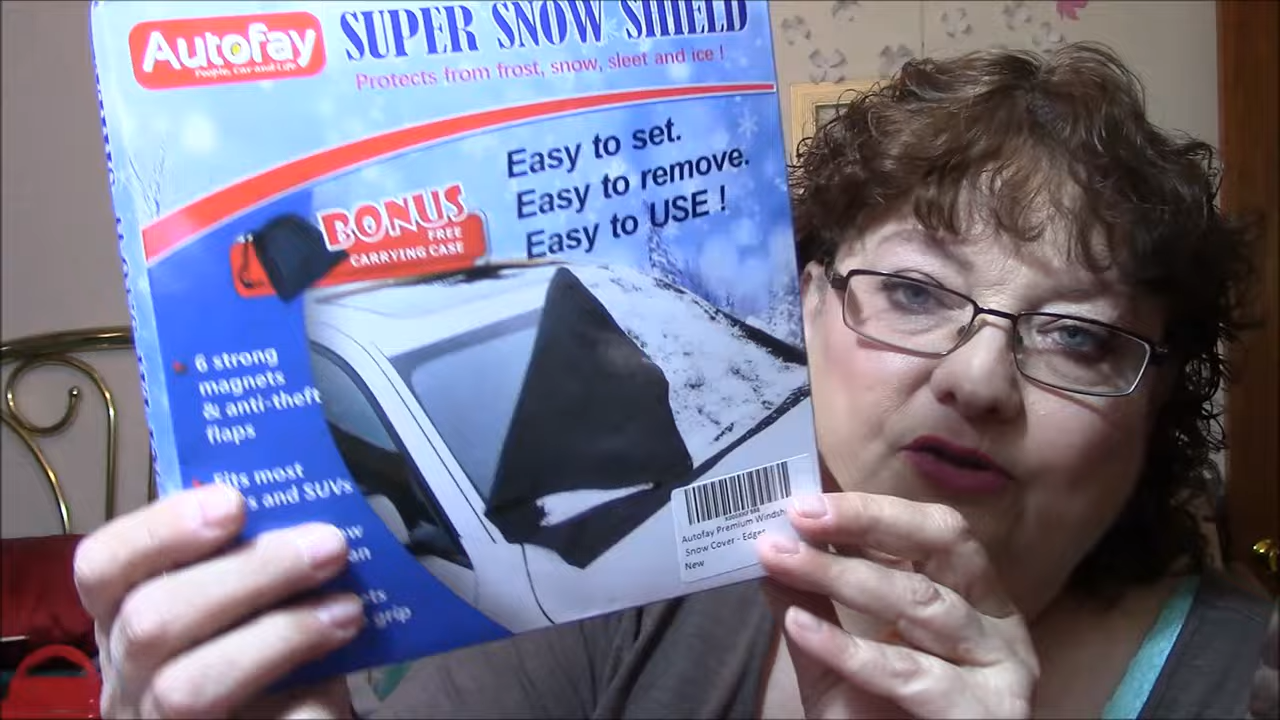 Autofay
People, Car and Life
SUPER SNOW SHIELD
Protects from frost, snow, sleet and ice !
Easy to set.
Easy to remove.
Easy to USE !
BONUS
FREE
CARRYING CASE
6 strong
magnets
& anti-theft
flaps
Fits most
and SUVs
grip
Autofay Premium
Snow Cover -
New